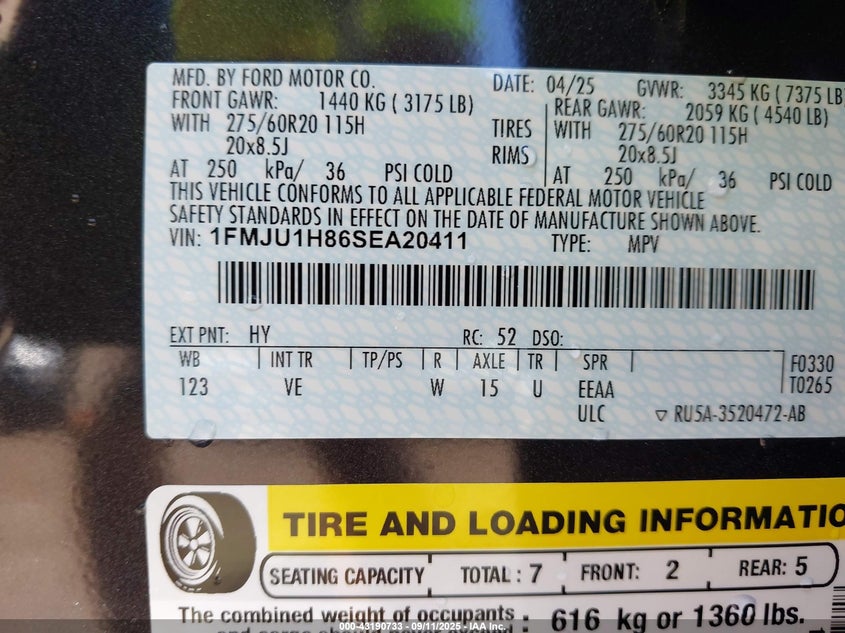 MFD. BY FORD MOTOR CO. DATE: 04/25 GVWR: 3345 KG ( 7375 LB
FRONT GAWR: 1440 KG ( 3175 LB) REAR GAWR: 2059 KG ( 4540 LB)
WITH 275/60R20 115H TIRES WITH 275/60R20 115H
20x8.5J RIMS 20x8.5J
AT 250 kPa/ 36 PSI COLD AT 250 kPa/ 36 PSI COLD
THIS VEHICLE CONFORMS TO ALL APPLICABLE FEDERAL MOTOR VEHICLE
SAFETY STANDARDS IN EFFECT ON THE DATE OF MANUFACTURE SHOWN ABOVE.
VIN: 1FMJU1H86SEA20411 TYPE: MPV
EXT PNT: HY RC: 52 DSO:
WB INT TR TP/PS R AXLE TR SPR F0330
123 VE W 15 U EEAA T0265
ULC ▽ RU5A-3520472-AB
TIRE AND LOADING INFORMATIO
SEATING CAPACITY TOTAL : 7 FRONT: 2 REAR: 5
The combined weight of occupants : 616 kg or 1360 lbs.
000-43190733 - 09/11/2025 - IAA Inc.